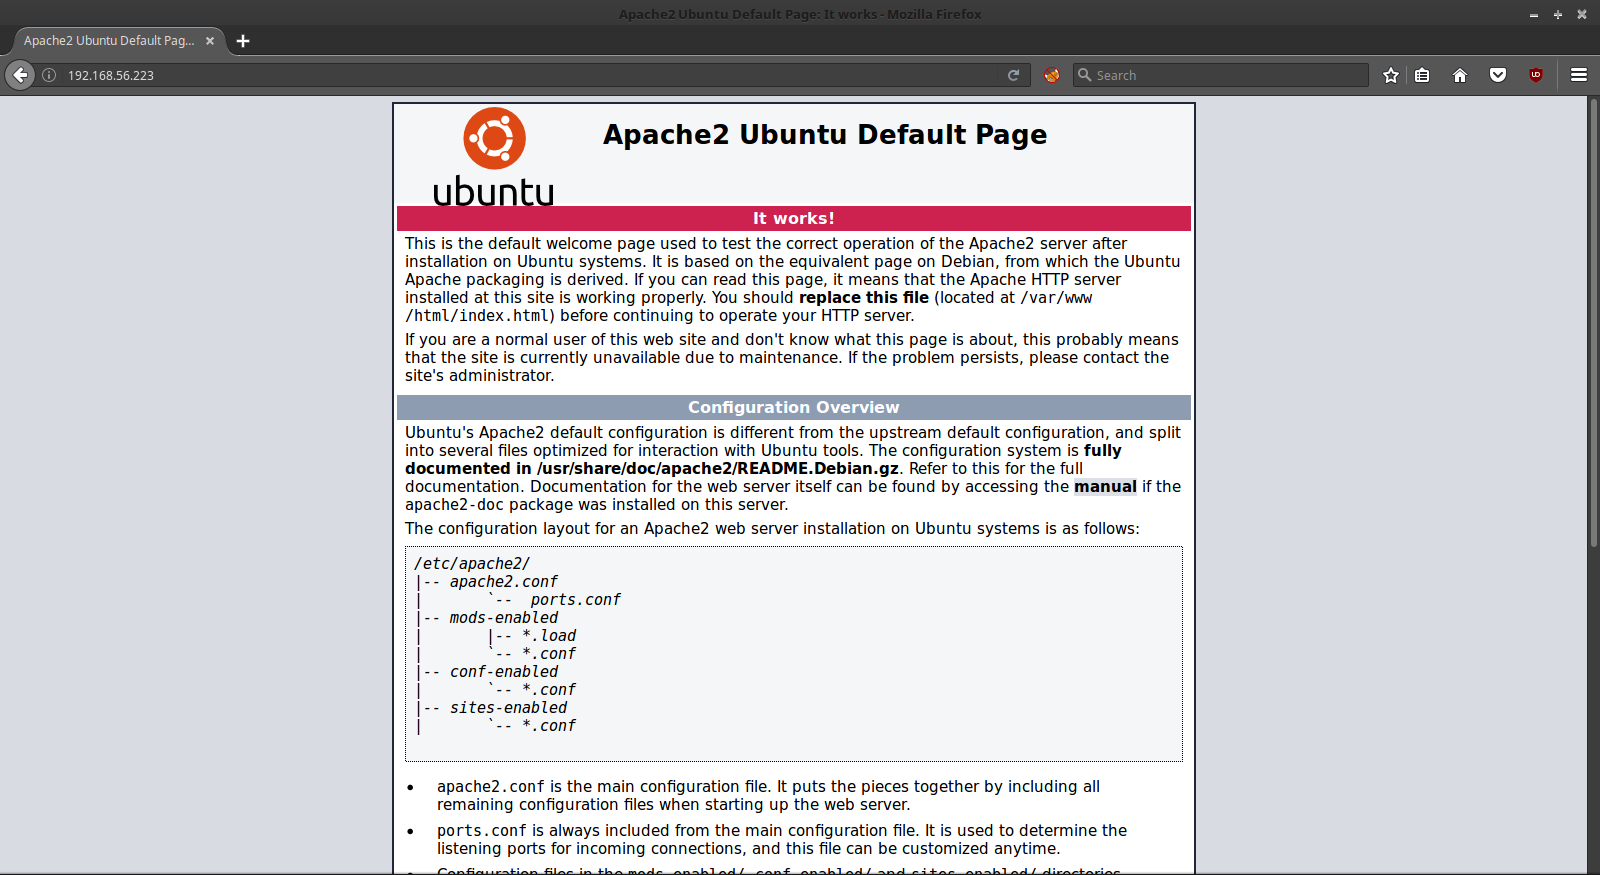 Apache2 Ubuntu Default Page: It works - Mozilla Firefox
Apache2 Ubuntu Default Pag...
192.168.56.223
Search
ubuntu
Apache2 Ubuntu Default Page
It works!
This is the default welcome page used to test the correct operation of the Apache2 server after
installation on Ubuntu systems. It is based on the equivalent page on Debian, from which the Ubuntu
Apache packaging is derived. If you can read this page, it means that the Apache HTTP server
installed at this site is working properly. You should replace this file (located at /var/www
/html/index.html) before continuing to operate your HTTP server.
If you are a normal user of this web site and don't know what this page is about, this probably means
that the site is currently unavailable due to maintenance. If the problem persists, please contact the
site's administrator.
Configuration Overview
Ubuntu's Apache2 default configuration is different from the upstream default configuration, and split
into several files optimized for interaction with Ubuntu tools. The configuration system is fully
documented in /usr/share/doc/apache2/README.Debian.gz. Refer to this for the full
documentation. Documentation for the web server itself can be found by accessing the manual if the
apache2-doc package was installed on this server.
The configuration layout for an Apache2 web server installation on Ubuntu systems is as follows:
/etc/apache2/
|-- apache2.conf
|       `--  ports.conf
|-- mods-enabled
|       |-- *.load
|       `-- *.conf
|-- conf-enabled
|       `-- *.conf
|-- sites-enabled
|       `-- *.conf
• apache2.conf is the main configuration file. It puts the pieces together by including all
remaining configuration files when starting up the web server.
• ports.conf is always included from the main configuration file. It is used to determine the
listening ports for incoming connections, and this file can be customized anytime.
• Configuration files in the mods-enabled/, conf-enabled/ and sites-enabled/ directories